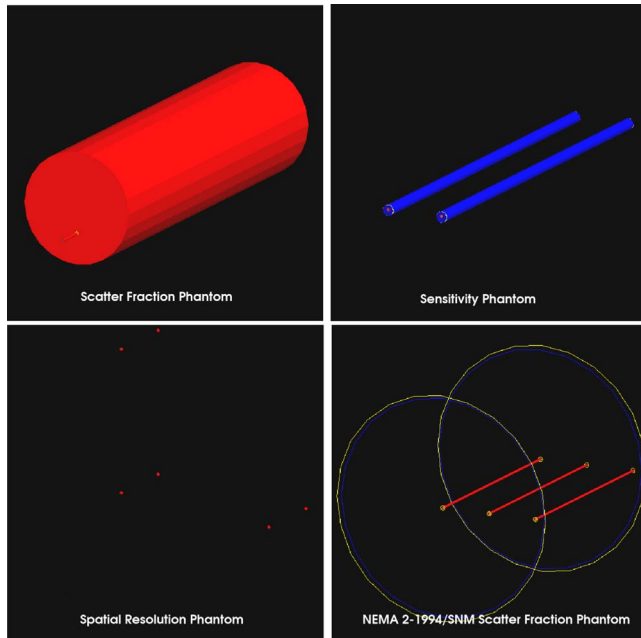 Scatter Fraction Phantom
Sensitivity Phantom
Spatial Resolution Phantom
NEMA 2-1994/SNM Scatter Fraction Phantom